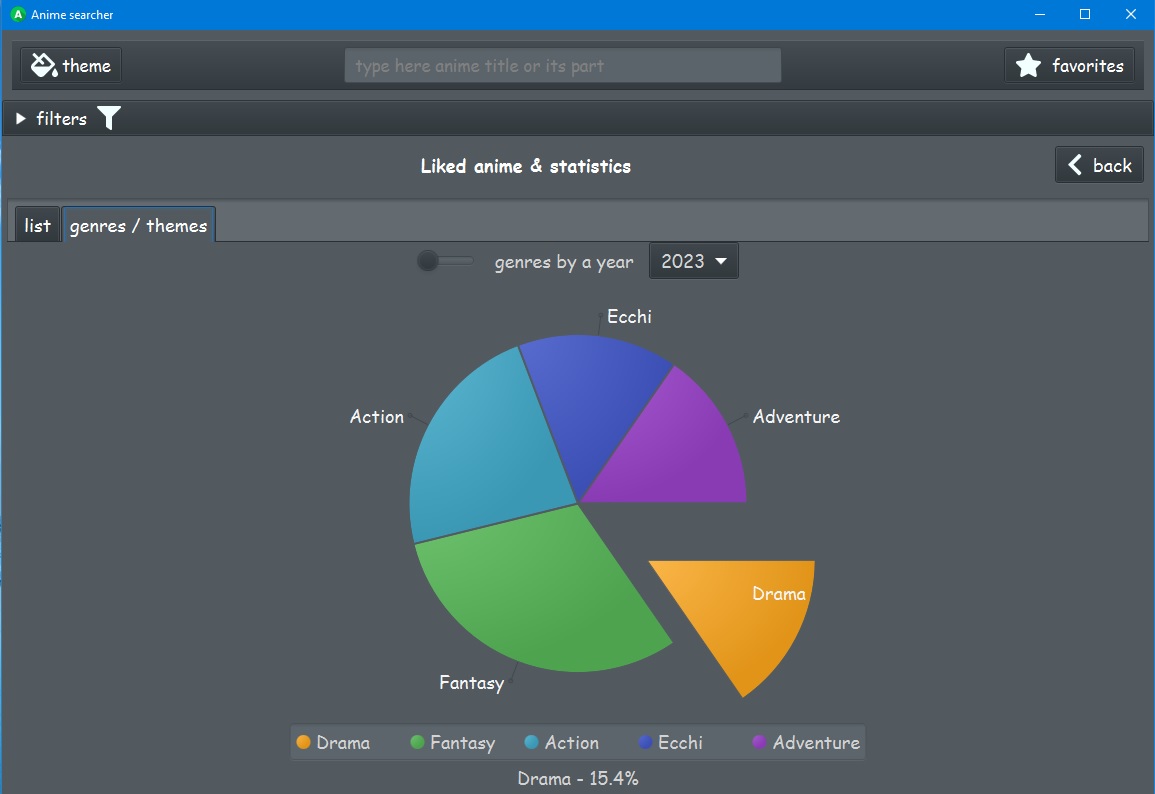 Anime searcher
theme
type here anime title or its part
favorites
filters
Liked anime & statistics
back
list
genres / themes
genres by a year
2023
Ecchi
Action
Adventure
Drama
Fantasy
Drama Fantasy Action Ecchi Adventure
Drama - 15.4%